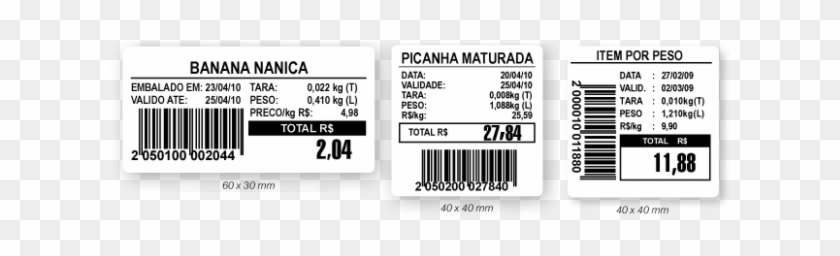 BANANA NANICA
EMBALADO EM: 23/04/10 TARA: 0,022 kg (T)
VALIDO ATE: 25/04/10 PESO: 0,410 kg (L)
PRECO/kg R$: 4,98
TOTAL R$
2,04
2 050100 002044
60 x 30 mm
PICANHA MATURADA
DATA: 20/04/10
VALIDADE: 25/04/10
TARA: 0,008kg(T)
PESO: 1,088kg(L)
R$/kg: 25,59
TOTAL R$ 27,84
2 050200 027840
40 x 40 mm
ITEM POR PESO
DATA : 27/02/09
VALID. : 02/03/09
TARA : 0,010kg(T)
PESO : 1,210kg(L)
R$/kg : 9,90
TOTAL R$
11,88
2 000010 011880
40 x 40 mm